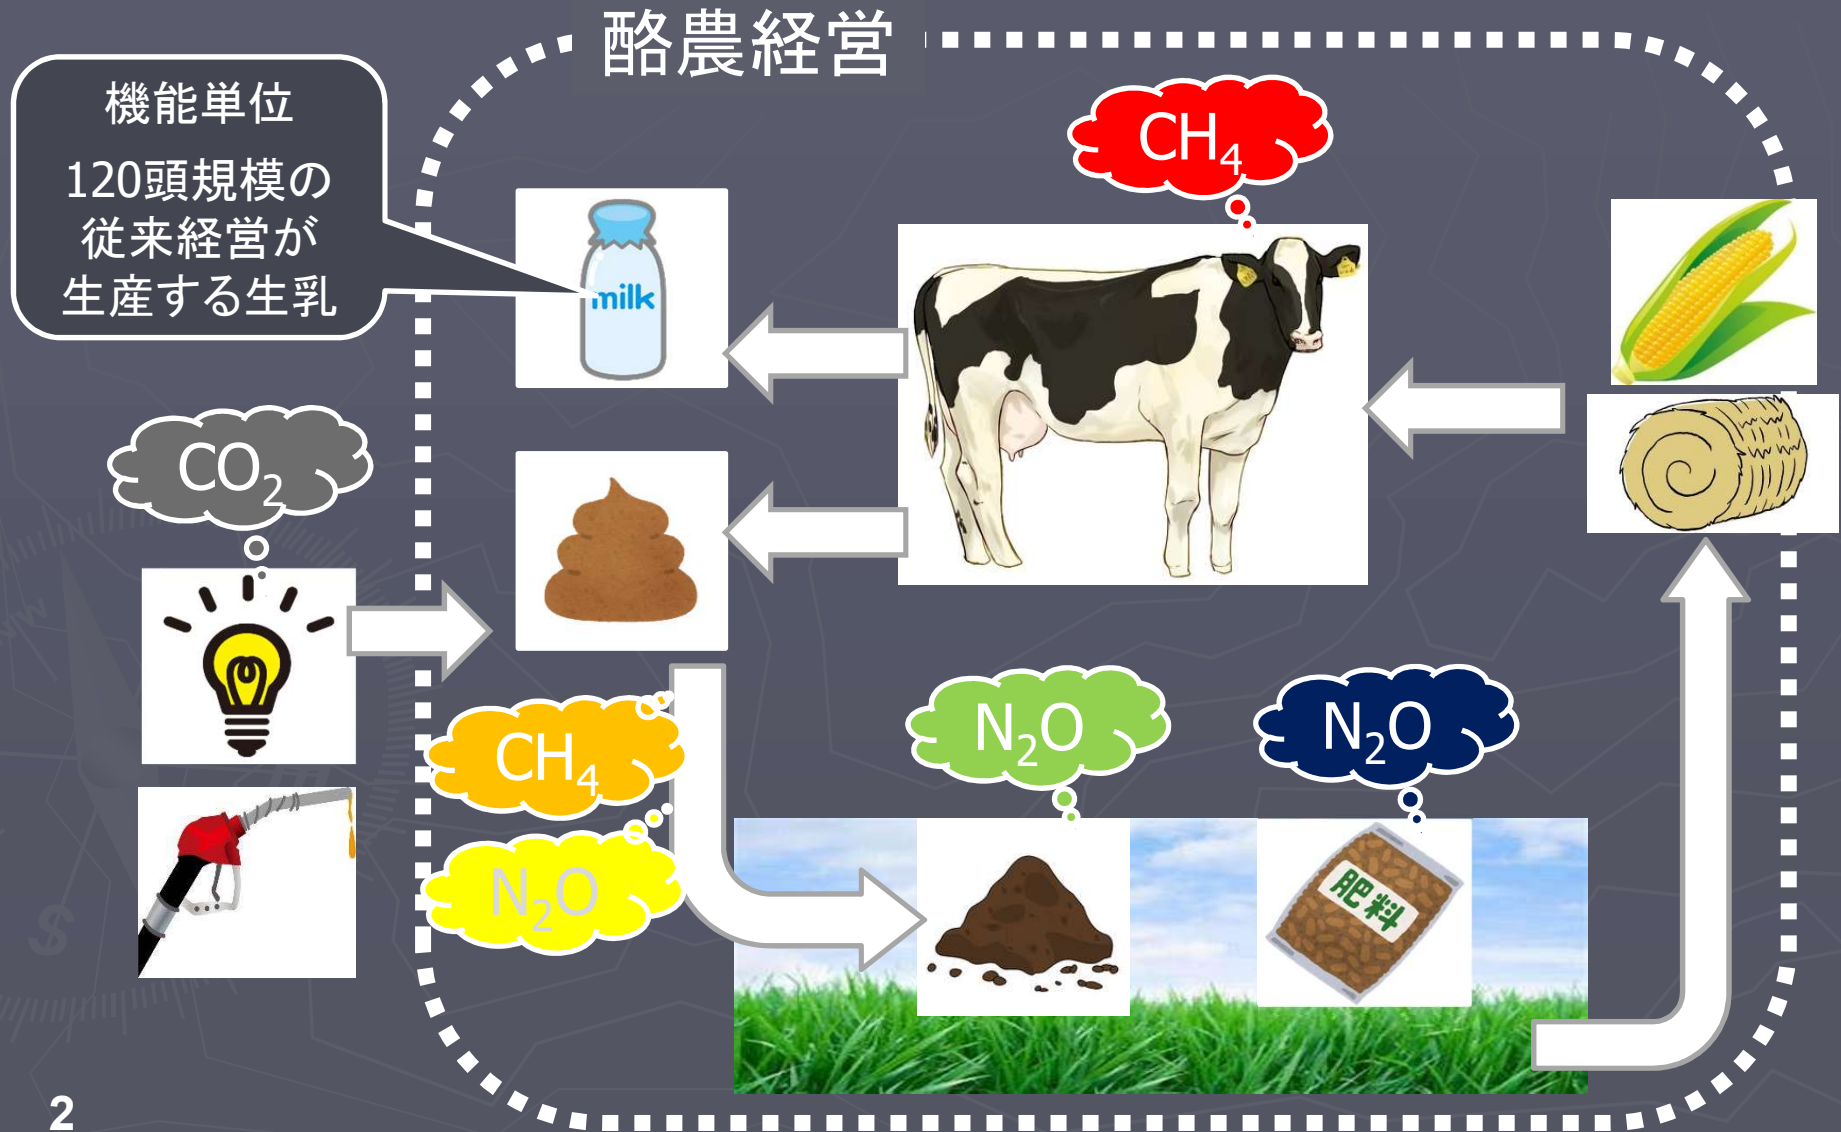 酪農経営
機能単位
120頭規模の
従来経営が
生産する生乳
CH₄
milk
CO₂
CH₄
N₂O
N₂O
N₂O
肥料
2